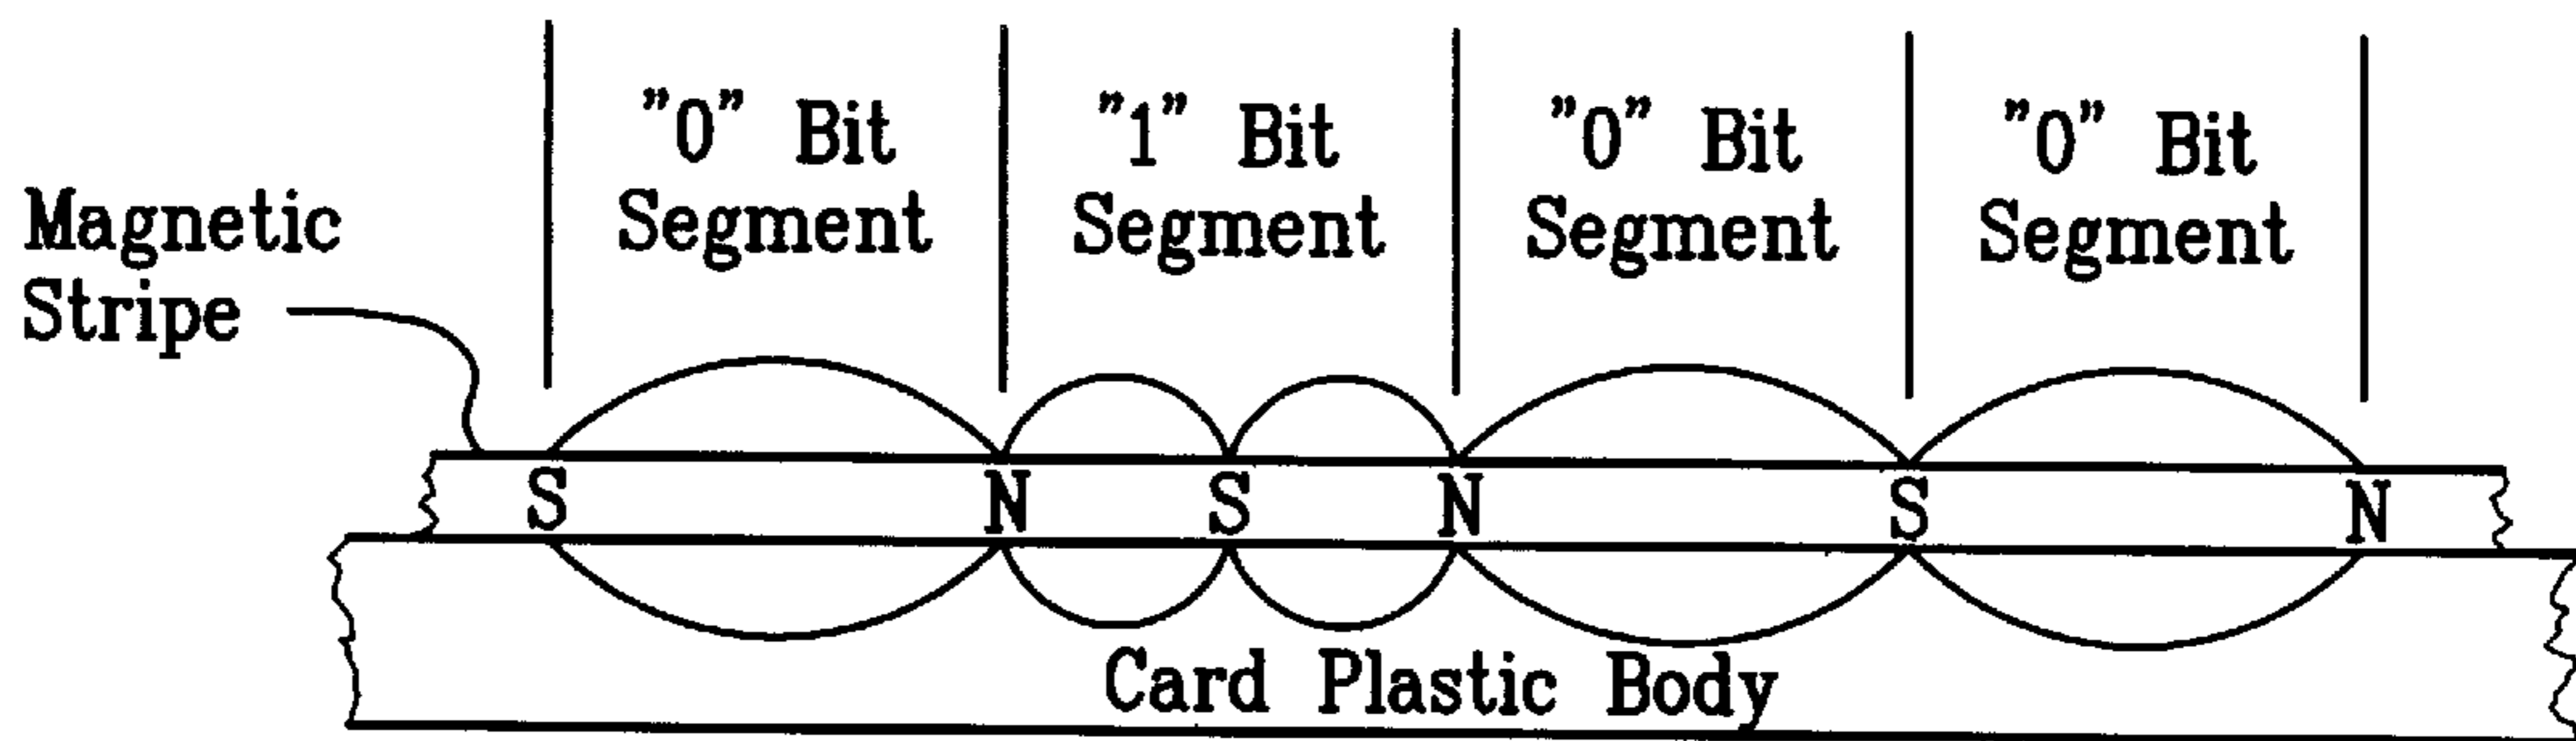 "0" Bit
Segment
"1" Bit
Segment
"0" Bit
Segment
"0" Bit
Segment
Magnetic
Stripe
S N S N S N
Card Plastic Body